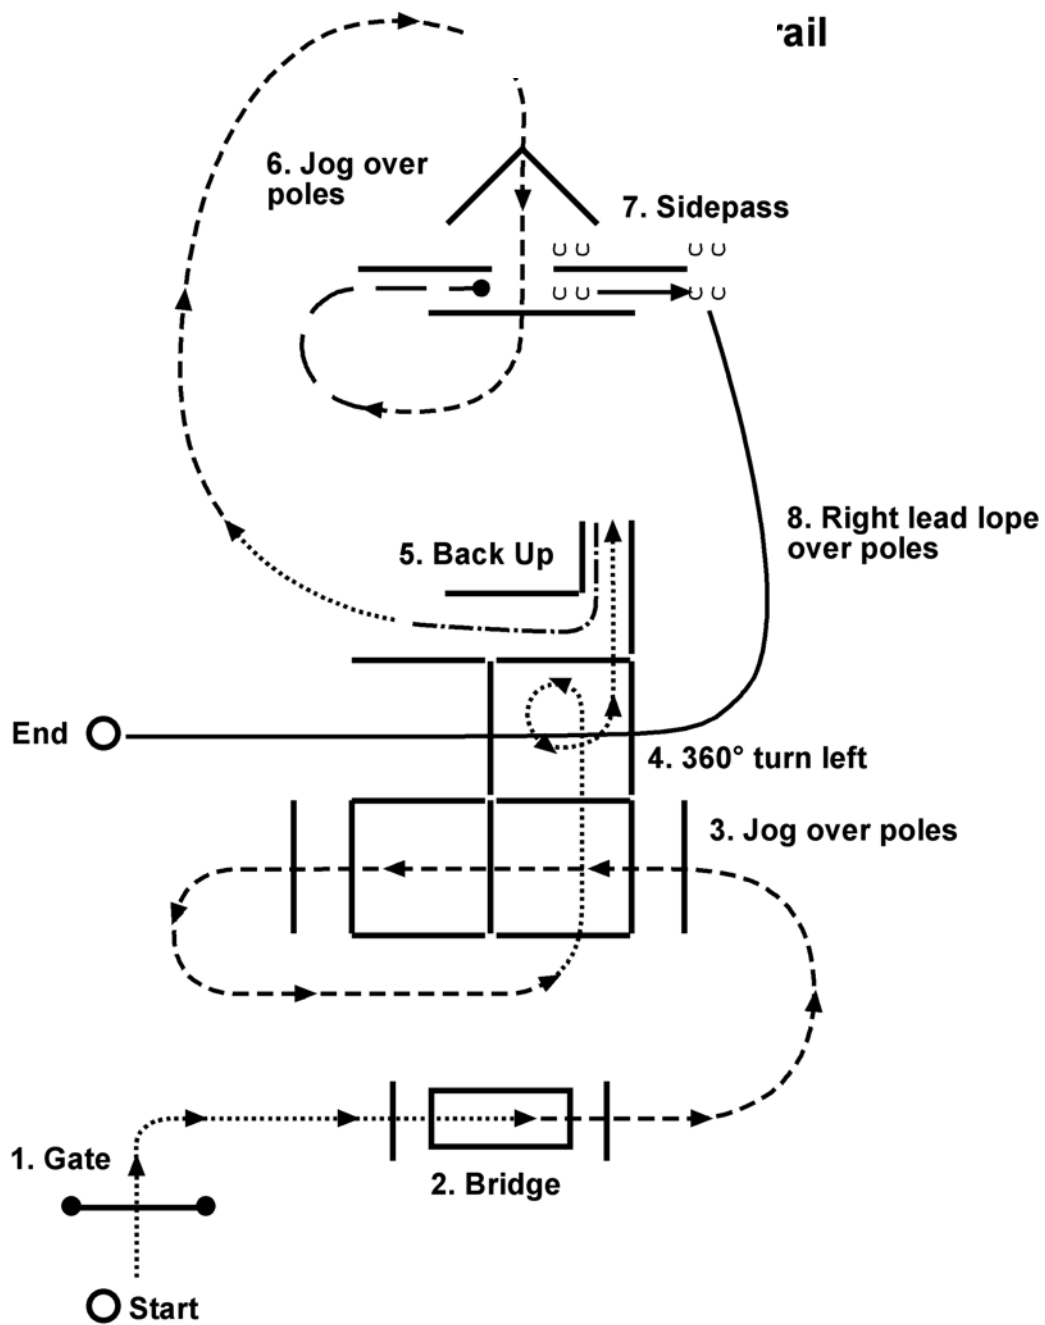 rail
6. Jog over
poles
7. Sidepass
8. Right lead lope
over poles
5. Back Up
End
4. 360° turn left
3. Jog over poles
1. Gate
2. Bridge
Start